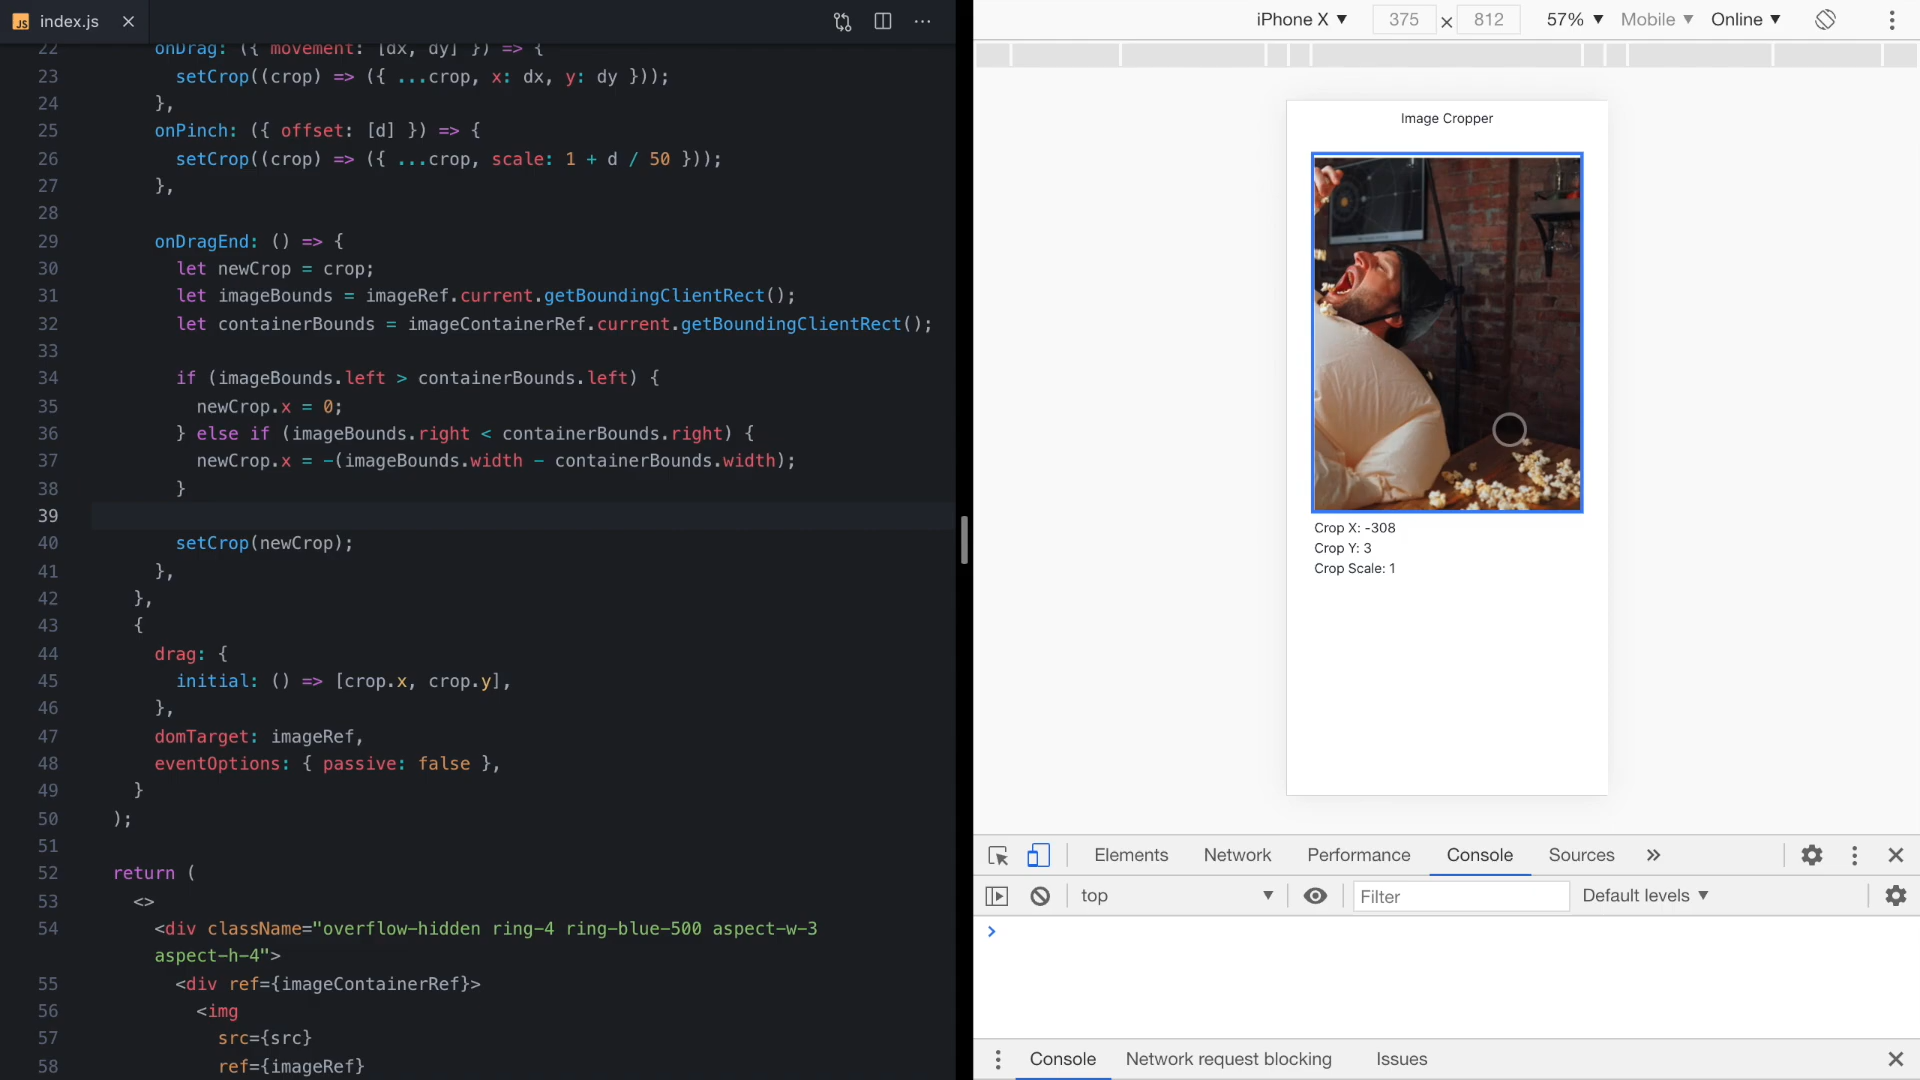 JS index.js
22 onDrag: ({ movement: [dx, dy] }) => {
23 setCrop((crop) => ({ ...crop, x: dx, y: dy }));
24 },
25 onPinch: ({ offset: [d] }) => {
26 setCrop((crop) => ({ ...crop, scale: 1 + d / 50 }));
27 },
28
29 onDragEnd: () => {
30 let newCrop = crop;
31 let imageBounds = imageRef.current.getBoundingClientRect();
32 let containerBounds = imageContainerRef.current.getBoundingClientRect();
33
34 if (imageBounds.left > containerBounds.left) {
35 newCrop.x = 0;
36 } else if (imageBounds.right < containerBounds.right) {
37 newCrop.x = -(imageBounds.width - containerBounds.width);
38 }
39
40 setCrop(newCrop);
41 },
42 },
43 {
44 drag: {
45 initial: () => [crop.x, crop.y],
46 },
47 domTarget: imageRef,
48 eventOptions: { passive: false },
49 }
50 );
51
52 return (
53 <>
54 <div className="overflow-hidden ring-4 ring-blue-500 aspect-w-3
aspect-h-4">
55 <div ref={imageContainerRef}>
56 <img
57 src={src}
58 ref={imageRef}
iPhone X 375 × 812 57% Mobile Online
Image Cropper
Crop X: -308
Crop Y: 3
Crop Scale: 1
Elements Network Performance Console Sources
top Filter Default levels
Console Network request blocking Issues